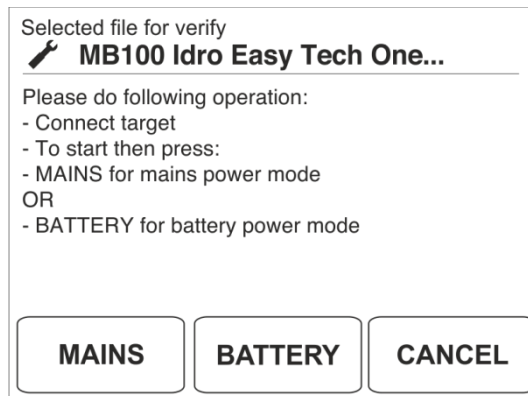 Selected file for verify
MB100 Idro Easy Tech One...
Please do following operation:
- Connect target
- To start then press:
- MAINS for mains power mode
OR
- BATTERY for battery power mode
MAINS
BATTERY
CANCEL